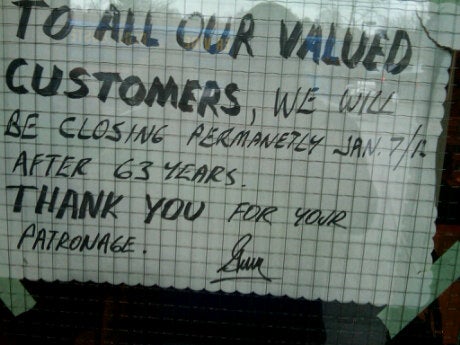 TO ALL OUR VALUED
CUSTOMERS, WE WILL
BE CLOSING PERMANETLY JAN. 7/12
AFTER 63 YEARS.
THANK YOU FOR YOUR
PATRONAGE.